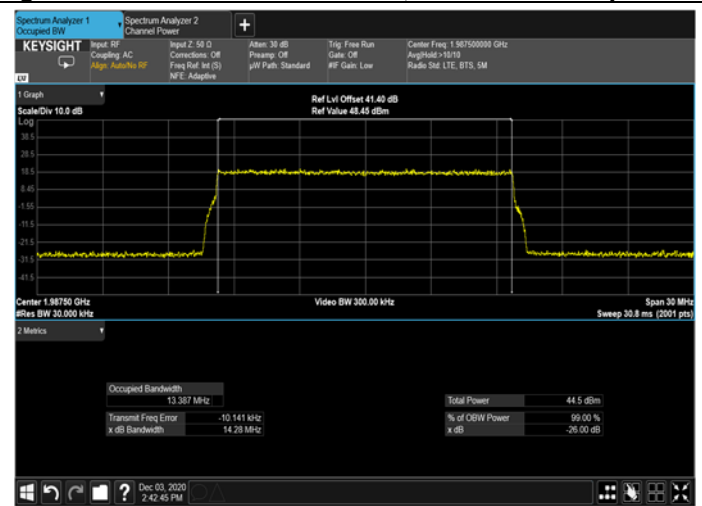 Spectrum Analyzer 1
Occupied BW
Spectrum Analyzer 2
Channel Power
KEYSIGHT
Input: RF
Coupling: AC
Align: Auto/No RF
Input Z: 50 Ω
Corrections: Off
Freq Ref: Int (S)
NFE: Adaptive
Atten: 30 dB
Preamp: Off
µW Path: Standard
Trig: Free Run
Gate: Off
#IF Gain: Low
Center Freq: 1.987500000 GHz
Avg|Hold:>10/10
Radio Std: LTE, BTS, 5M
1 Graph
Scale/Div 10.0 dB
Ref Lvl Offset 41.40 dB
Ref Value 48.45 dBm
Log
38.5
28.5
18.5
8.45
-1.55
-11.5
-21.5
-31.5
-41.5
Center 1.98750 GHz
#Res BW 30.000 kHz
Video BW 300.00 kHz
Span 30 MHz
Sweep 30.8 ms (2001 pts)
2 Metrics
Occupied Bandwidth
13.387 MHz
Transmit Freq Error -10.141 kHz
x dB Bandwidth 14.28 MHz
Total Power 44.5 dBm
% of OBW Power 99.00 %
x dB -26.00 dB
Dec 03, 2020
2:42:45 PM